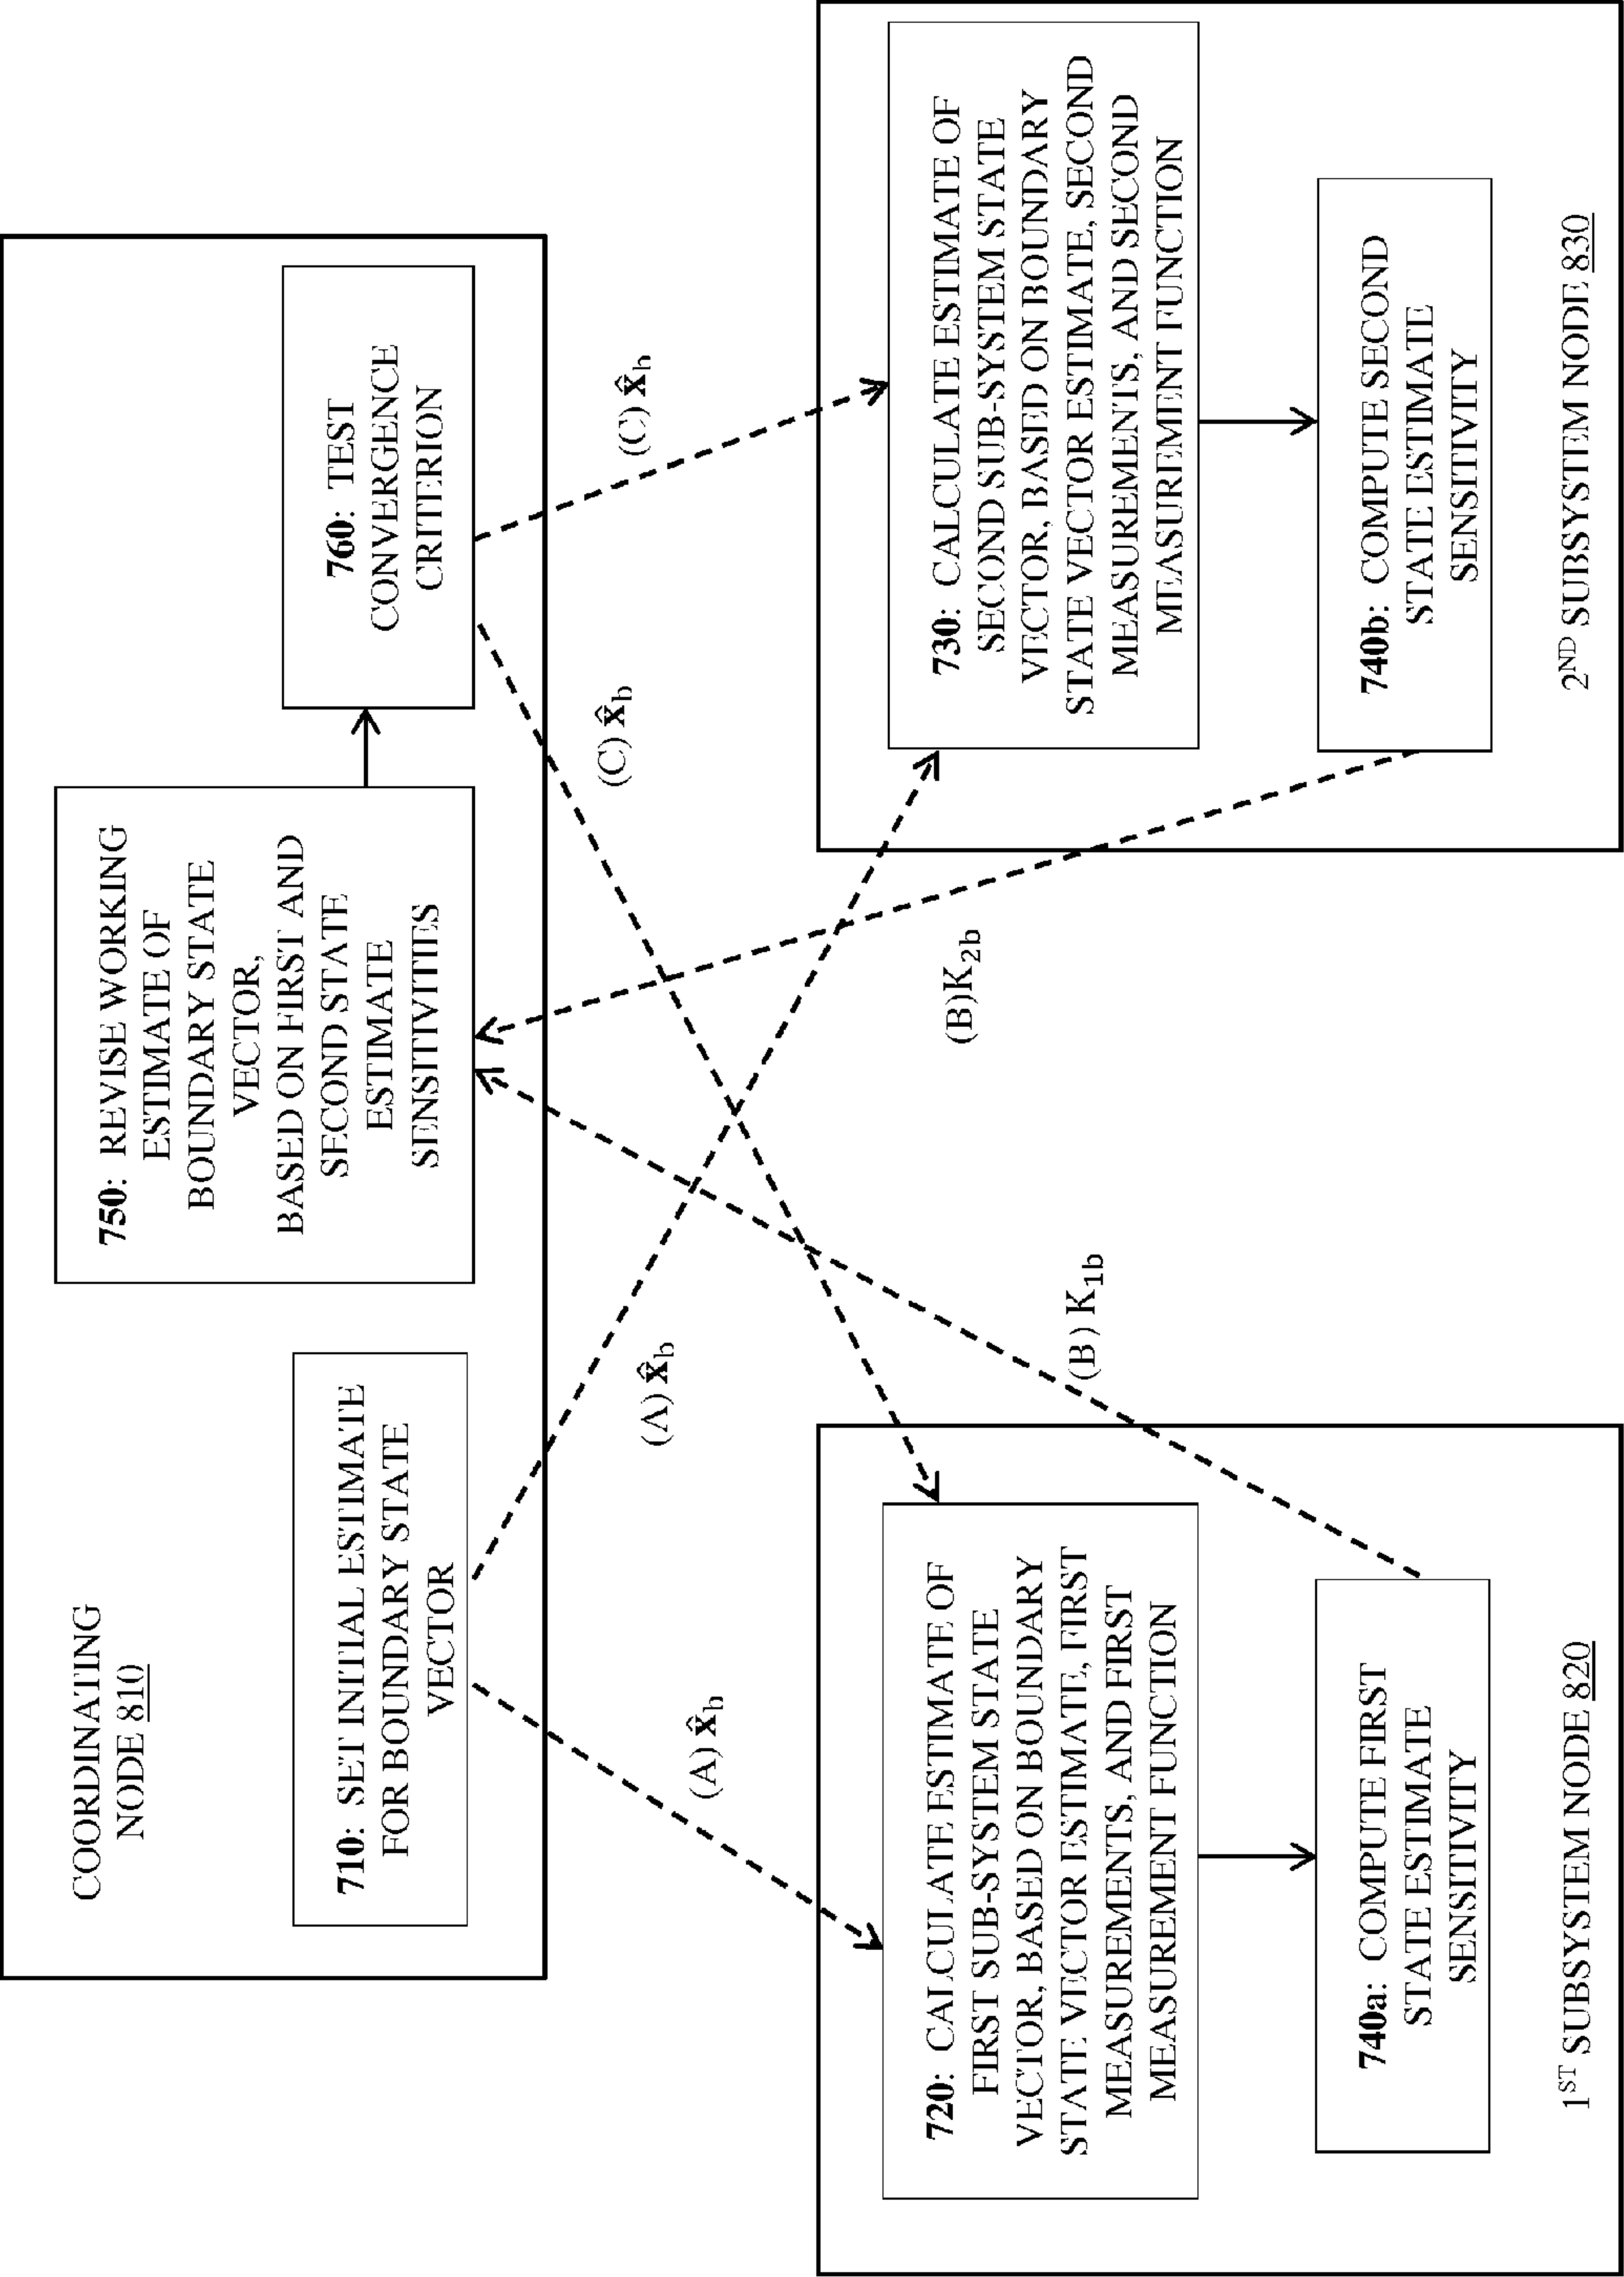 COORDINATING
NODE 810
710: SET INITIAL ESTIMATE
FOR BOUNDARY STATE
VECTOR
750: REVISE WORKING
ESTIMATE OF
BOUNDARY STATE
VECTOR,
BASED ON FIRST AND
SECOND STATE
ESTIMATE
SENSITIVITIES
760: TEST
CONVERGENCE
CRITERION
(A) x̂b
(A) x̂b
(B) K1b
(B)K2b
(C) x̂b
(C) x̂b
720: CALCULATE ESTIMATE OF
FIRST SUB-SYSTEM STATE
VECTOR, BASED ON BOUNDARY
STATE VECTOR ESTIMATE, FIRST
MEASUREMENTS, AND FIRST
MEASUREMENT FUNCTION
740a: COMPUTE FIRST
STATE ESTIMATE
SENSITIVITY
1ST SUBSYSTEM NODE 820
730: CALCULATE ESTIMATE OF
SECOND SUB-SYSTEM STATE
VECTOR, BASED ON BOUNDARY
STATE VECTOR ESTIMATE, SECOND
MEASUREMENTS, AND SECOND
MEASUREMENT FUNCTION
740b: COMPUTE SECOND
STATE ESTIMATE
SENSITIVITY
2ND SUBSYSTEM NODE 830